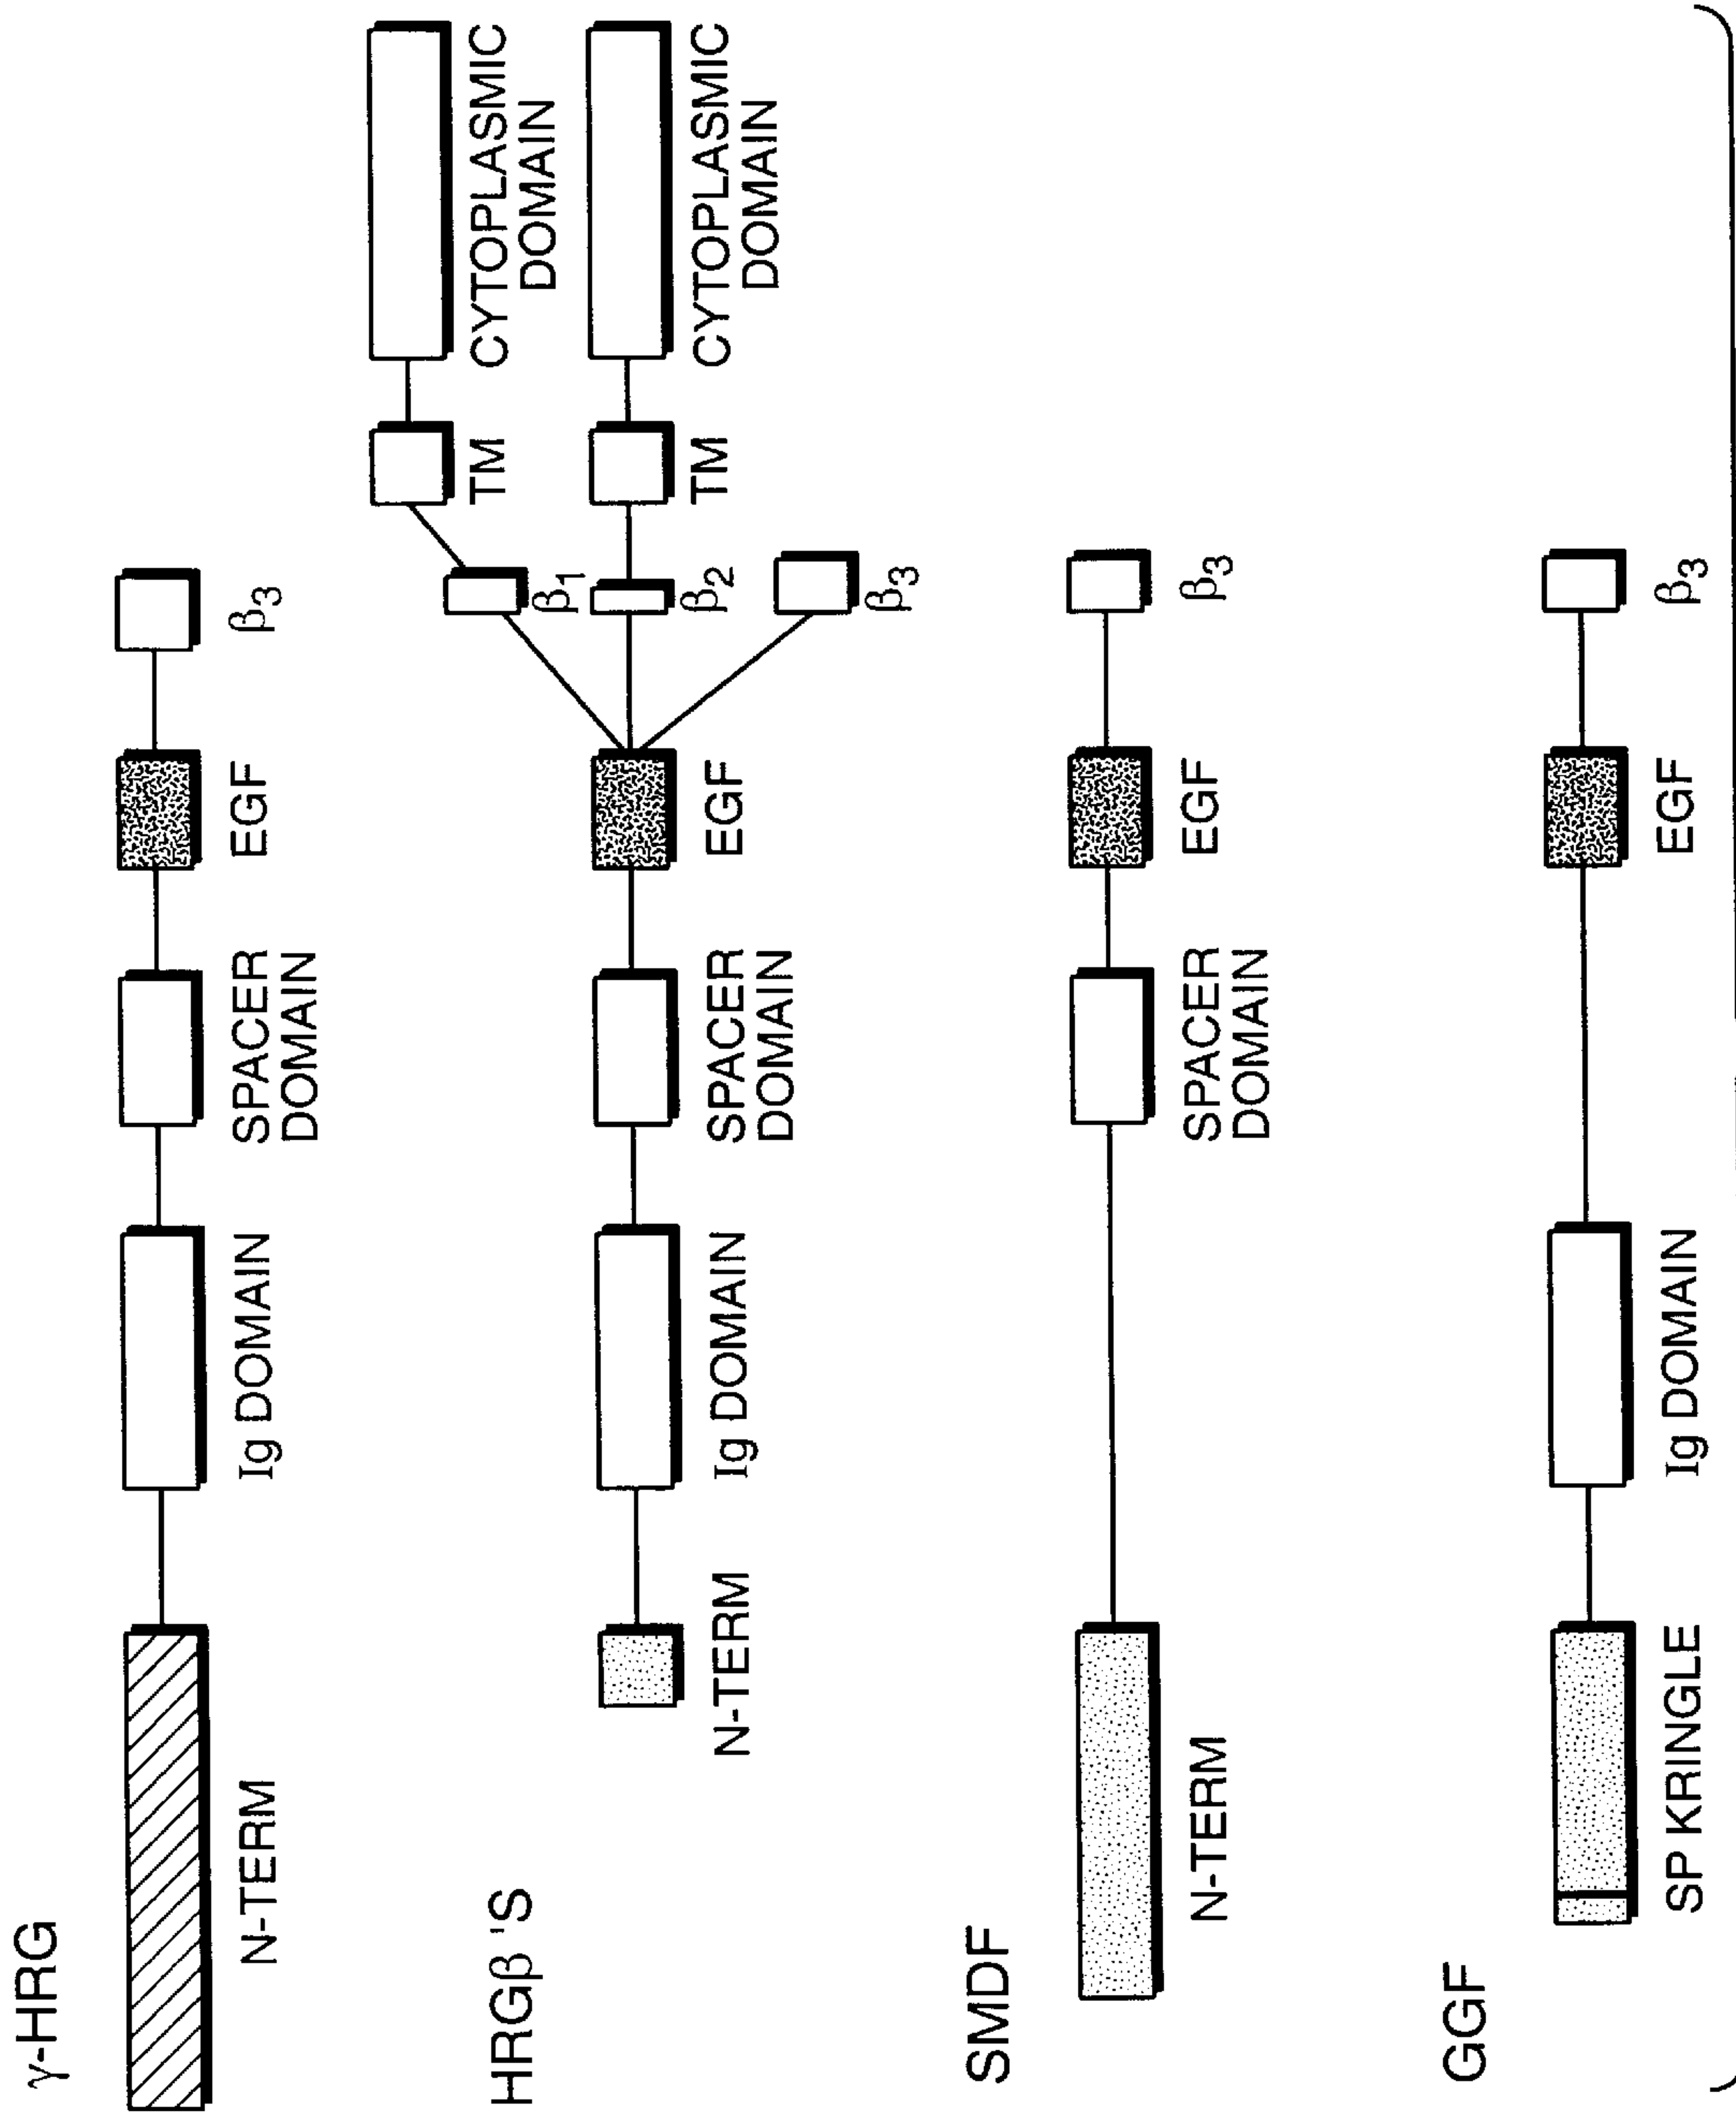 γ-HRG
N-TERM
Ig DOMAIN
SPACER
DOMAIN
EGF
β3
HRGβ 'S
N-TERM
Ig DOMAIN
SPACER
DOMAIN
EGF
β1
β2
β3
TM
CYTOPLASMIC
DOMAIN
TM
CYTOPLASMIC
DOMAIN
SMDF
N-TERM
SPACER
DOMAIN
EGF
β3
GGF
SP KRINGLE
Ig DOMAIN
EGF
β3